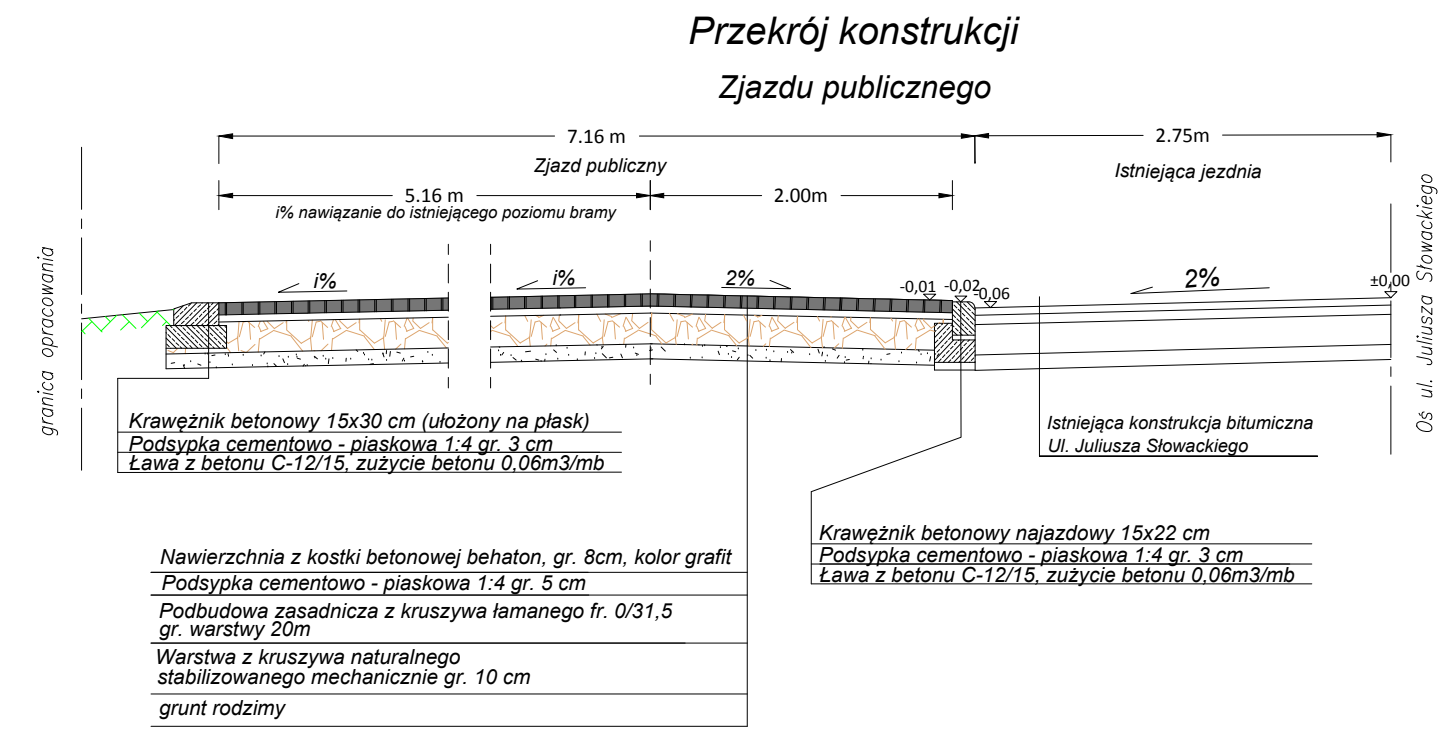 Przekrój konstrukcji
Zjazdu publicznego
7.16 m
2.75m
Zjazd publiczny
Istniejąca jezdnia
5.16 m
2.00m
i% nawiązanie do istniejącego poziomu bramy
granica opracowania
Oś ul. Juliusza Słowackiego
i%
i%
2%
-0,01
-0,02
-0,06
2%
±0,00
Krawężnik betonowy 15x30 cm (ułożony na płask)
Podsypka cementowo - piaskowa 1:4 gr. 3 cm
Ława z betonu C-12/15, zużycie betonu 0,06m3/mb
Istniejąca konstrukcja bitumiczna
Ul. Juliusza Słowackiego
Krawężnik betonowy najazdowy 15x22 cm
Podsypka cementowo - piaskowa 1:4 gr. 3 cm
Ława z betonu C-12/15, zużycie betonu 0,06m3/mb
Nawierzchnia z kostki betonowej behaton, gr. 8cm, kolor grafit
Podsypka cementowo - piaskowa 1:4 gr. 5 cm
Podbudowa zasadnicza z kruszywa łamanego fr. 0/31,5
gr. warstwy 20m
Warstwa z kruszywa naturalnego
stabilizowanego mechanicznie gr. 10 cm
grunt rodzimy